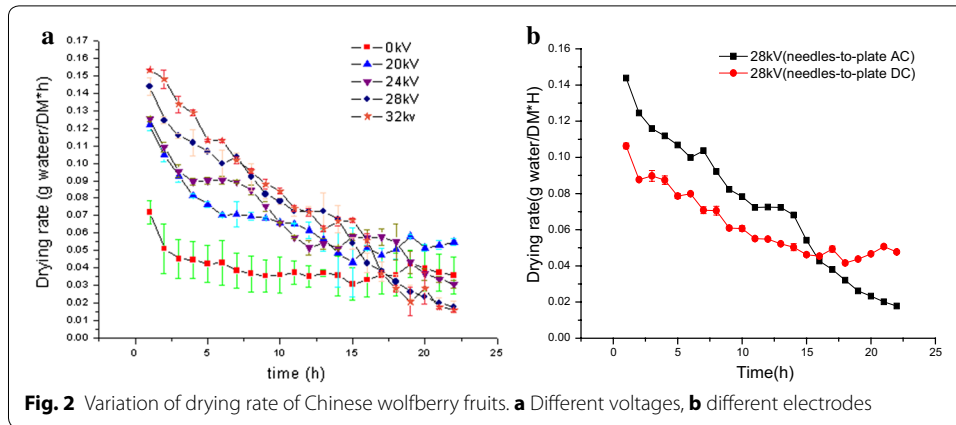 a
0kV
20kV
24kV
28kV
32kv
Drying rate (g wateer/DM*h)
0.17
0.16
0.15
0.14
0.13
0.12
0.11
0.10
0.09
0.08
0.07
0.06
0.05
0.04
0.03
0.02
0.01
0.00
0 5 10 15 20 25
time (h)
b
28kV(needles-to-plate AC)
28kV(needles-to-plate DC)
Drying rate(g water/DM*H)
0.16
0.14
0.12
0.10
0.08
0.06
0.04
0.02
0.00
0 5 10 15 20 25
Time(h)
Fig. 2 Variation of drying rate of Chinese wolfberry fruits. a Different voltages, b different electrodes